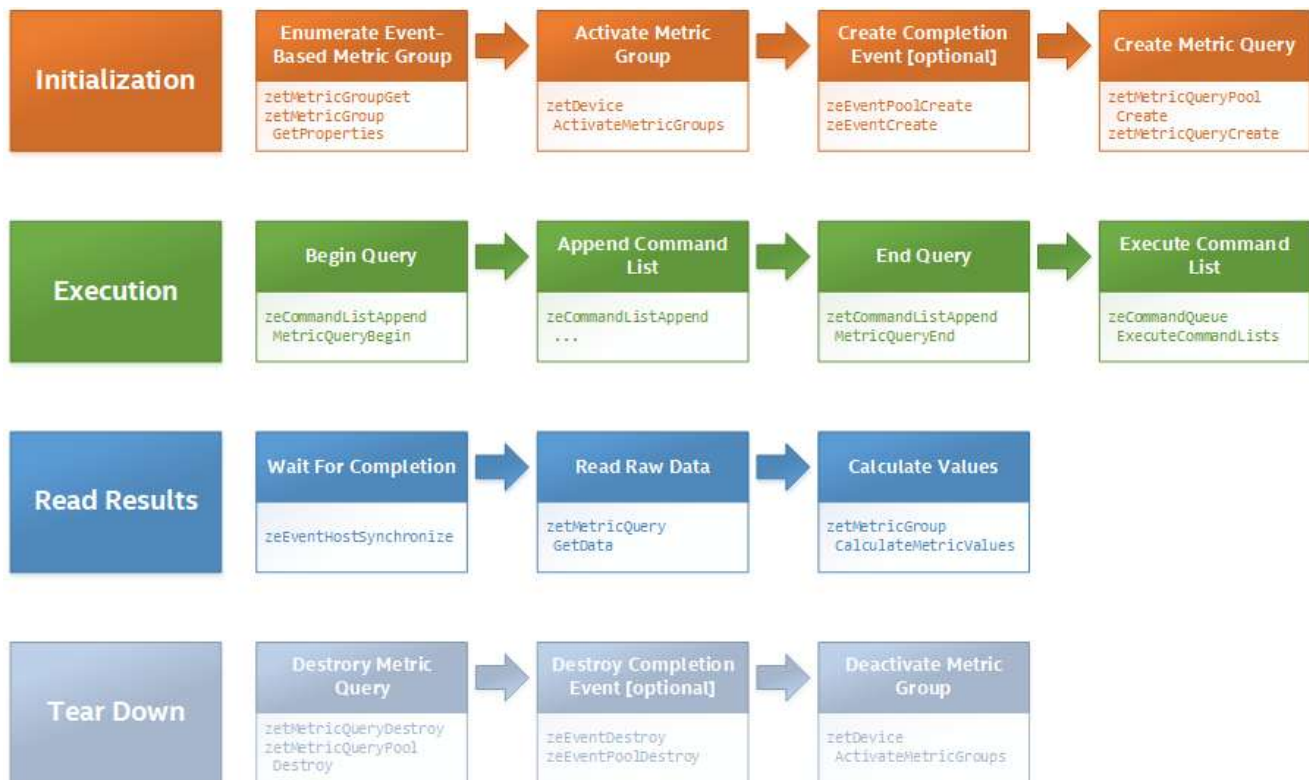 Initialization
Enumerate Event-
Based Metric Group
zetMetricGroupGet
zetMetricGroup
GetProperties
Activate Metric
Group
zetDevice
ActivateMetricGroups
Create Completion
Event [optional]
zeEventPoolCreate
zeEventCreate
Create Metric Query
zetMetricQueryPool
Create
zetMetricQueryCreate
Execution
Begin Query
zeCommandListAppend
MetricQueryBegin
Append Command
List
zeCommandListAppend
...
End Query
zetCommandListAppend
MetricQueryEnd
Execute Command
List
zeCommandQueue
ExecuteCommandLists
Read Results
Wait For Completion
zeEventHostSynchronize
Read Raw Data
zetMetricQuery
GetData
Calculate Values
zetMetricGroup
CalculateMetricValues
Tear Down
Destrory Metric
Query
zetMetricQueryDestroy
zetMetricQueryPool
Destroy
Destroy Completion
Event [optional]
zeEventDestroy
zeEventPoolDestroy
Deactivate Metric
Group
zetDevice
ActivateMetricGroups